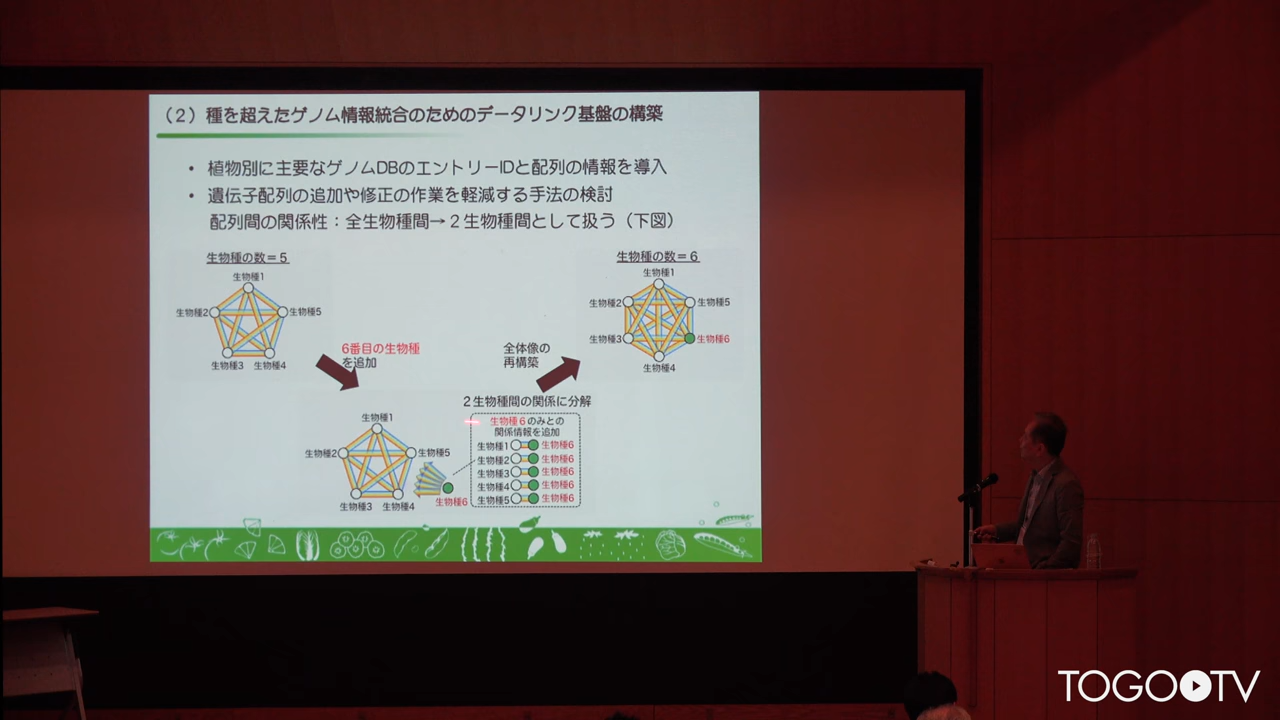 （2）種を超えたゲノム情報統合のためのデータリンク基盤の構築
• 植物別に主要なゲノムDBのエントリーIDと配列の情報を導入
• 遺伝子配列の追加や修正の作業を軽減する手法の検討
配列間の関係性：全生物種間→２生物種間として扱う（下図）
生物種の数＝5
生物種1
生物種2
生物種5
生物種3
生物種4
6番目の生物種
を追加
生物種1
生物種2
生物種5
生物種3
生物種4
生物種6
２生物種間の関係に分解
生物種６のみとの
関係情報を追加
生物種1 生物種6
生物種2 生物種6
生物種3 生物種6
生物種4 生物種6
生物種5 生物種6
全体像の
再構築
生物種の数＝6
生物種1
生物種2
生物種5
生物種3
生物種6
生物種4
TOGO TV